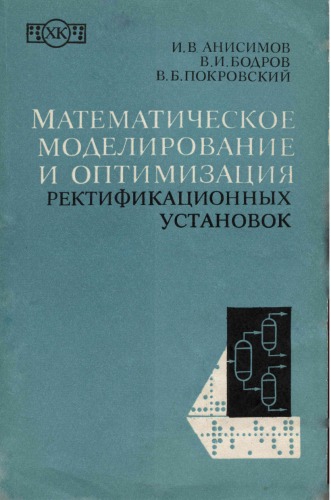 ХК
И. В. АНИСИМОВ
В. И. БОДРОВ
В. Б. ПОКРОВСКИЙ
МАТЕМАТИЧЕСКОЕ
МОДЕЛИРОВАНИЕ
И ОПТИМИЗАЦИЯ
РЕКТИФИКАЦИОННЫХ
УСТАНОВОК